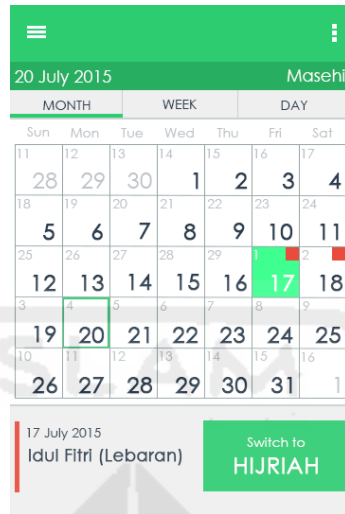 20 July 2015 Masehi
MONTH WEEK DAY
Sun Mon Tue Wed Thu Fri Sat
11 12 13 14 15 16 17
28 29 30 1 2 3 4
18 19 20 21 22 23 24
5 6 7 8 9 10 11
25 26 27 28 29 1 2
12 13 14 15 16 17 18
3 4 5 6 7 8 9
19 20 21 22 23 24 25
10 11 12 13 14 15 16
26 27 28 29 30 31 1
SLAM
17 July 2015
Idul Fitri (Lebaran)
Switch to
HIJRIAH